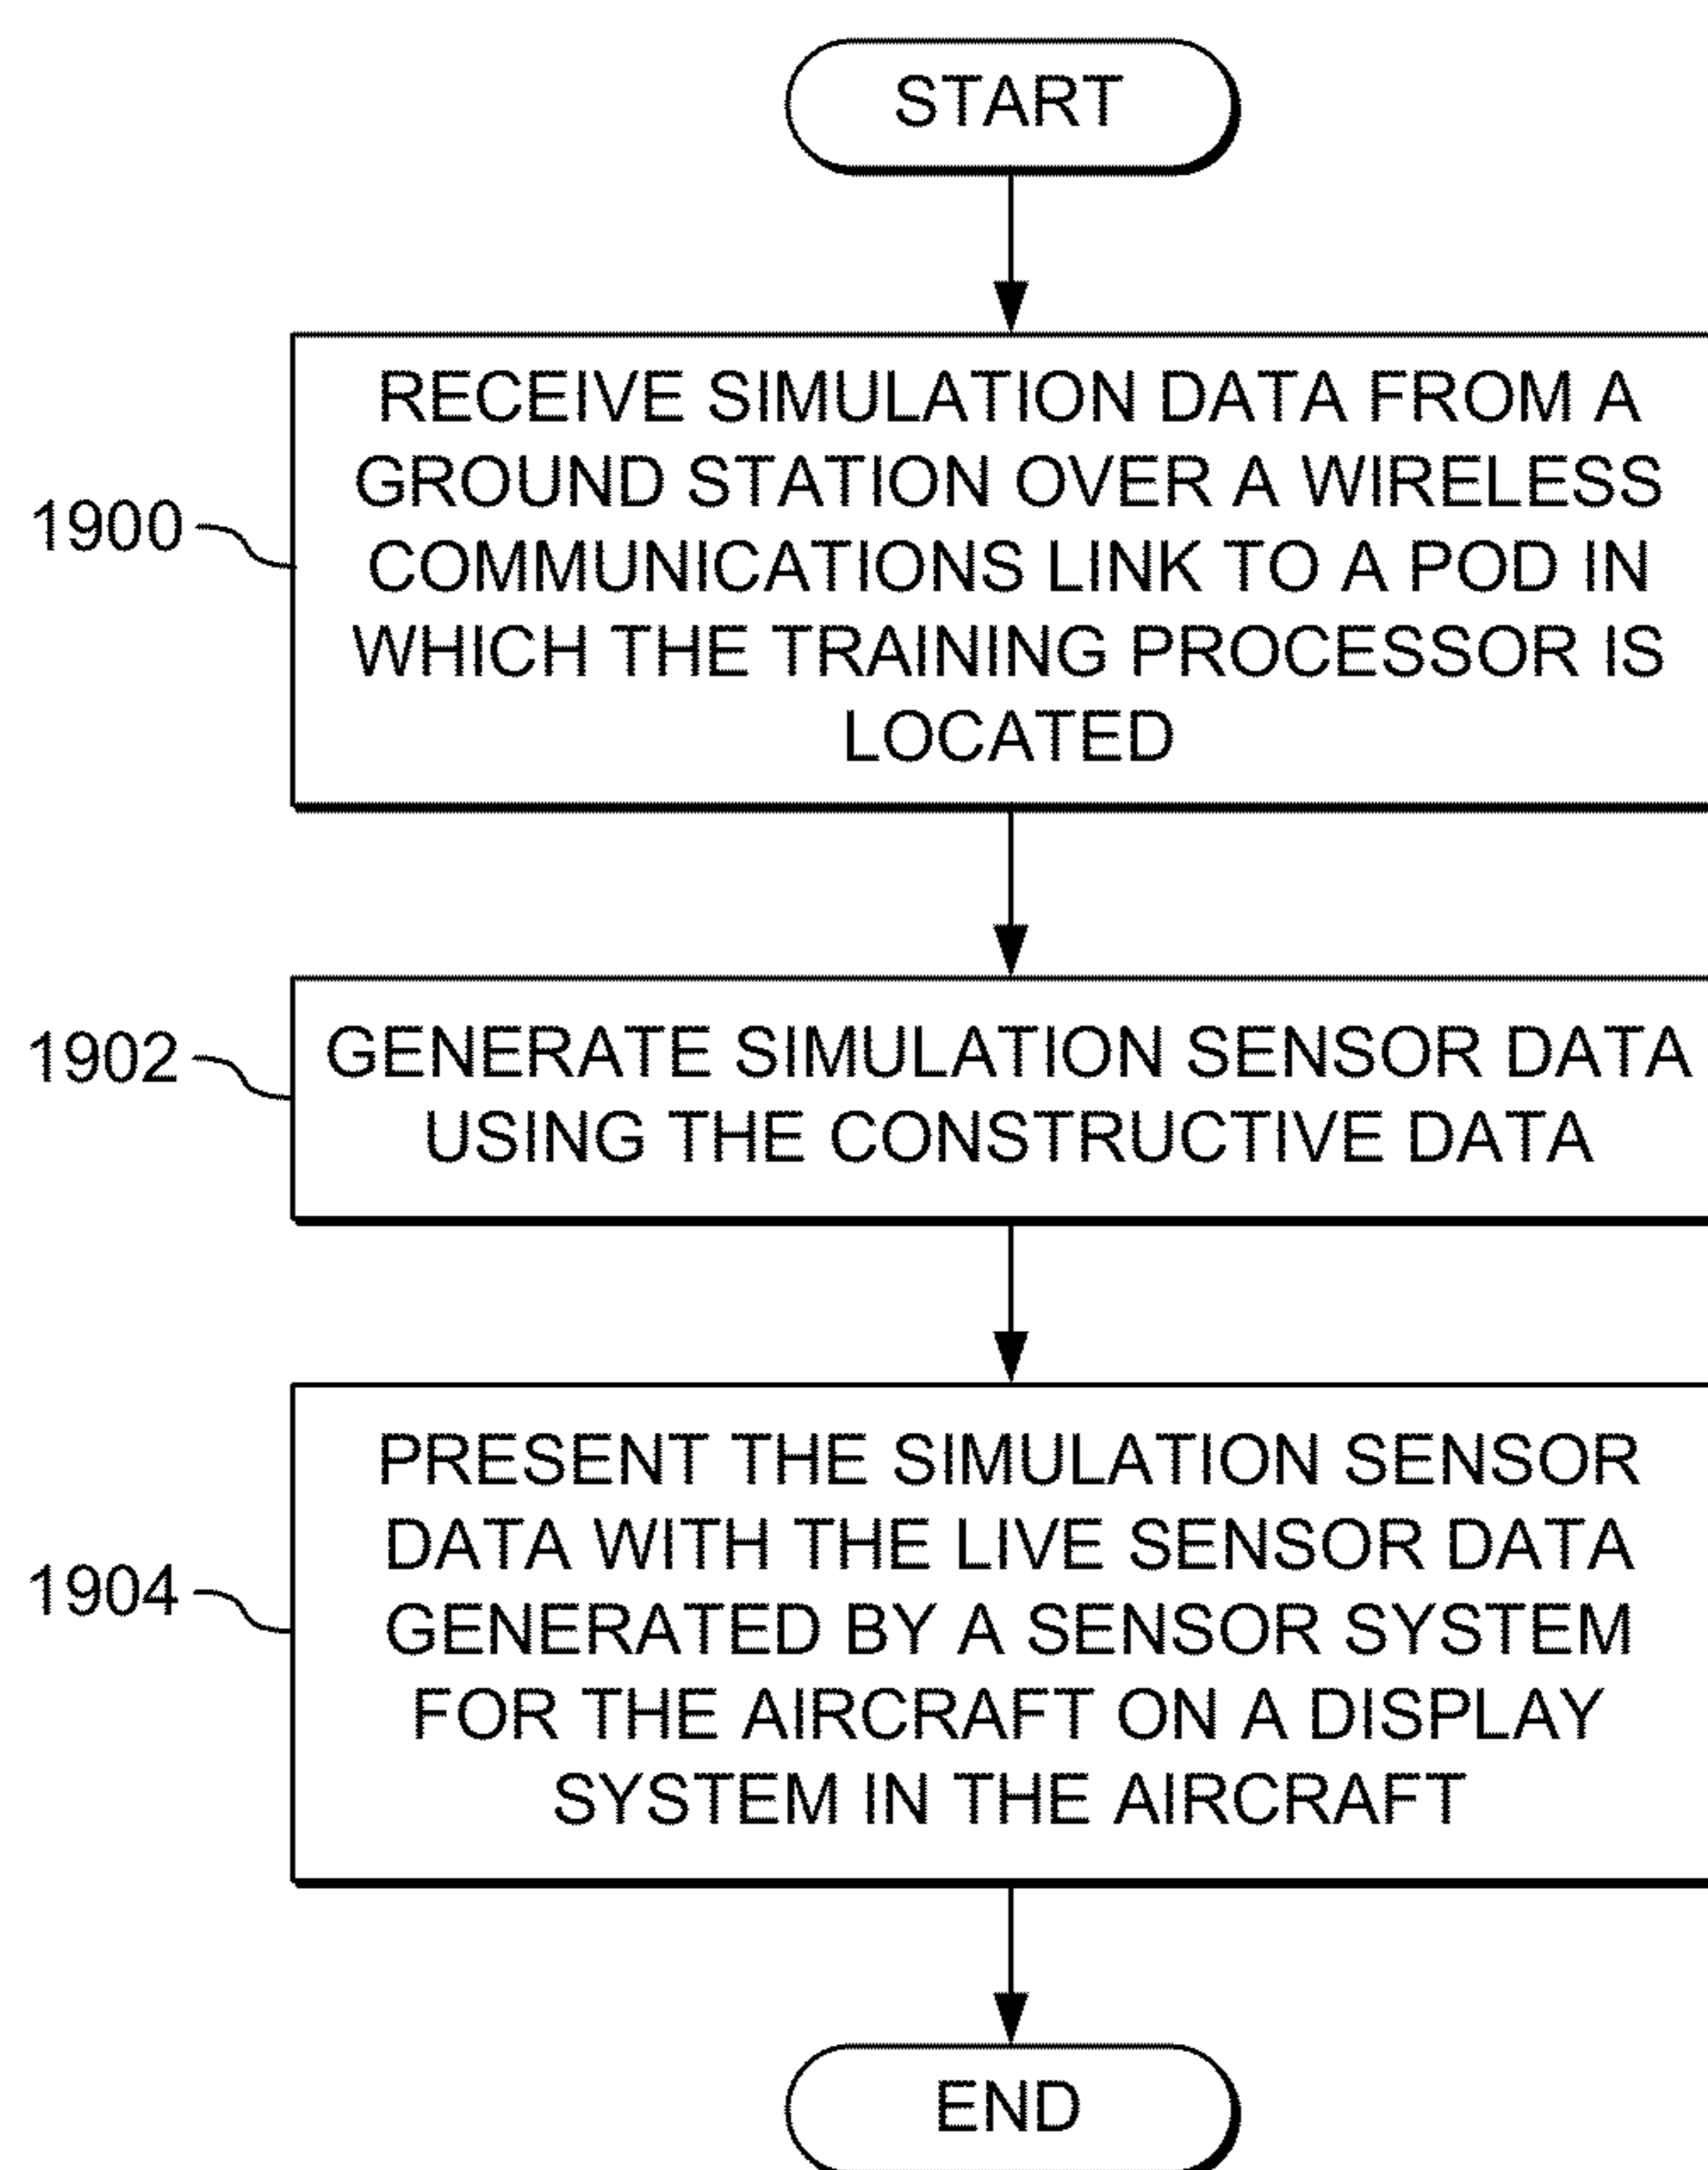 START
RECEIVE SIMULATION DATA FROM A
GROUND STATION OVER A WIRELESS
COMMUNICATIONS LINK TO A POD IN
WHICH THE TRAINING PROCESSOR IS
LOCATED
1900
GENERATE SIMULATION SENSOR DATA
USING THE CONSTRUCTIVE DATA
1902
PRESENT THE SIMULATION SENSOR
DATA WITH THE LIVE SENSOR DATA
GENERATED BY A SENSOR SYSTEM
FOR THE AIRCRAFT ON A DISPLAY
SYSTEM IN THE AIRCRAFT
1904
END